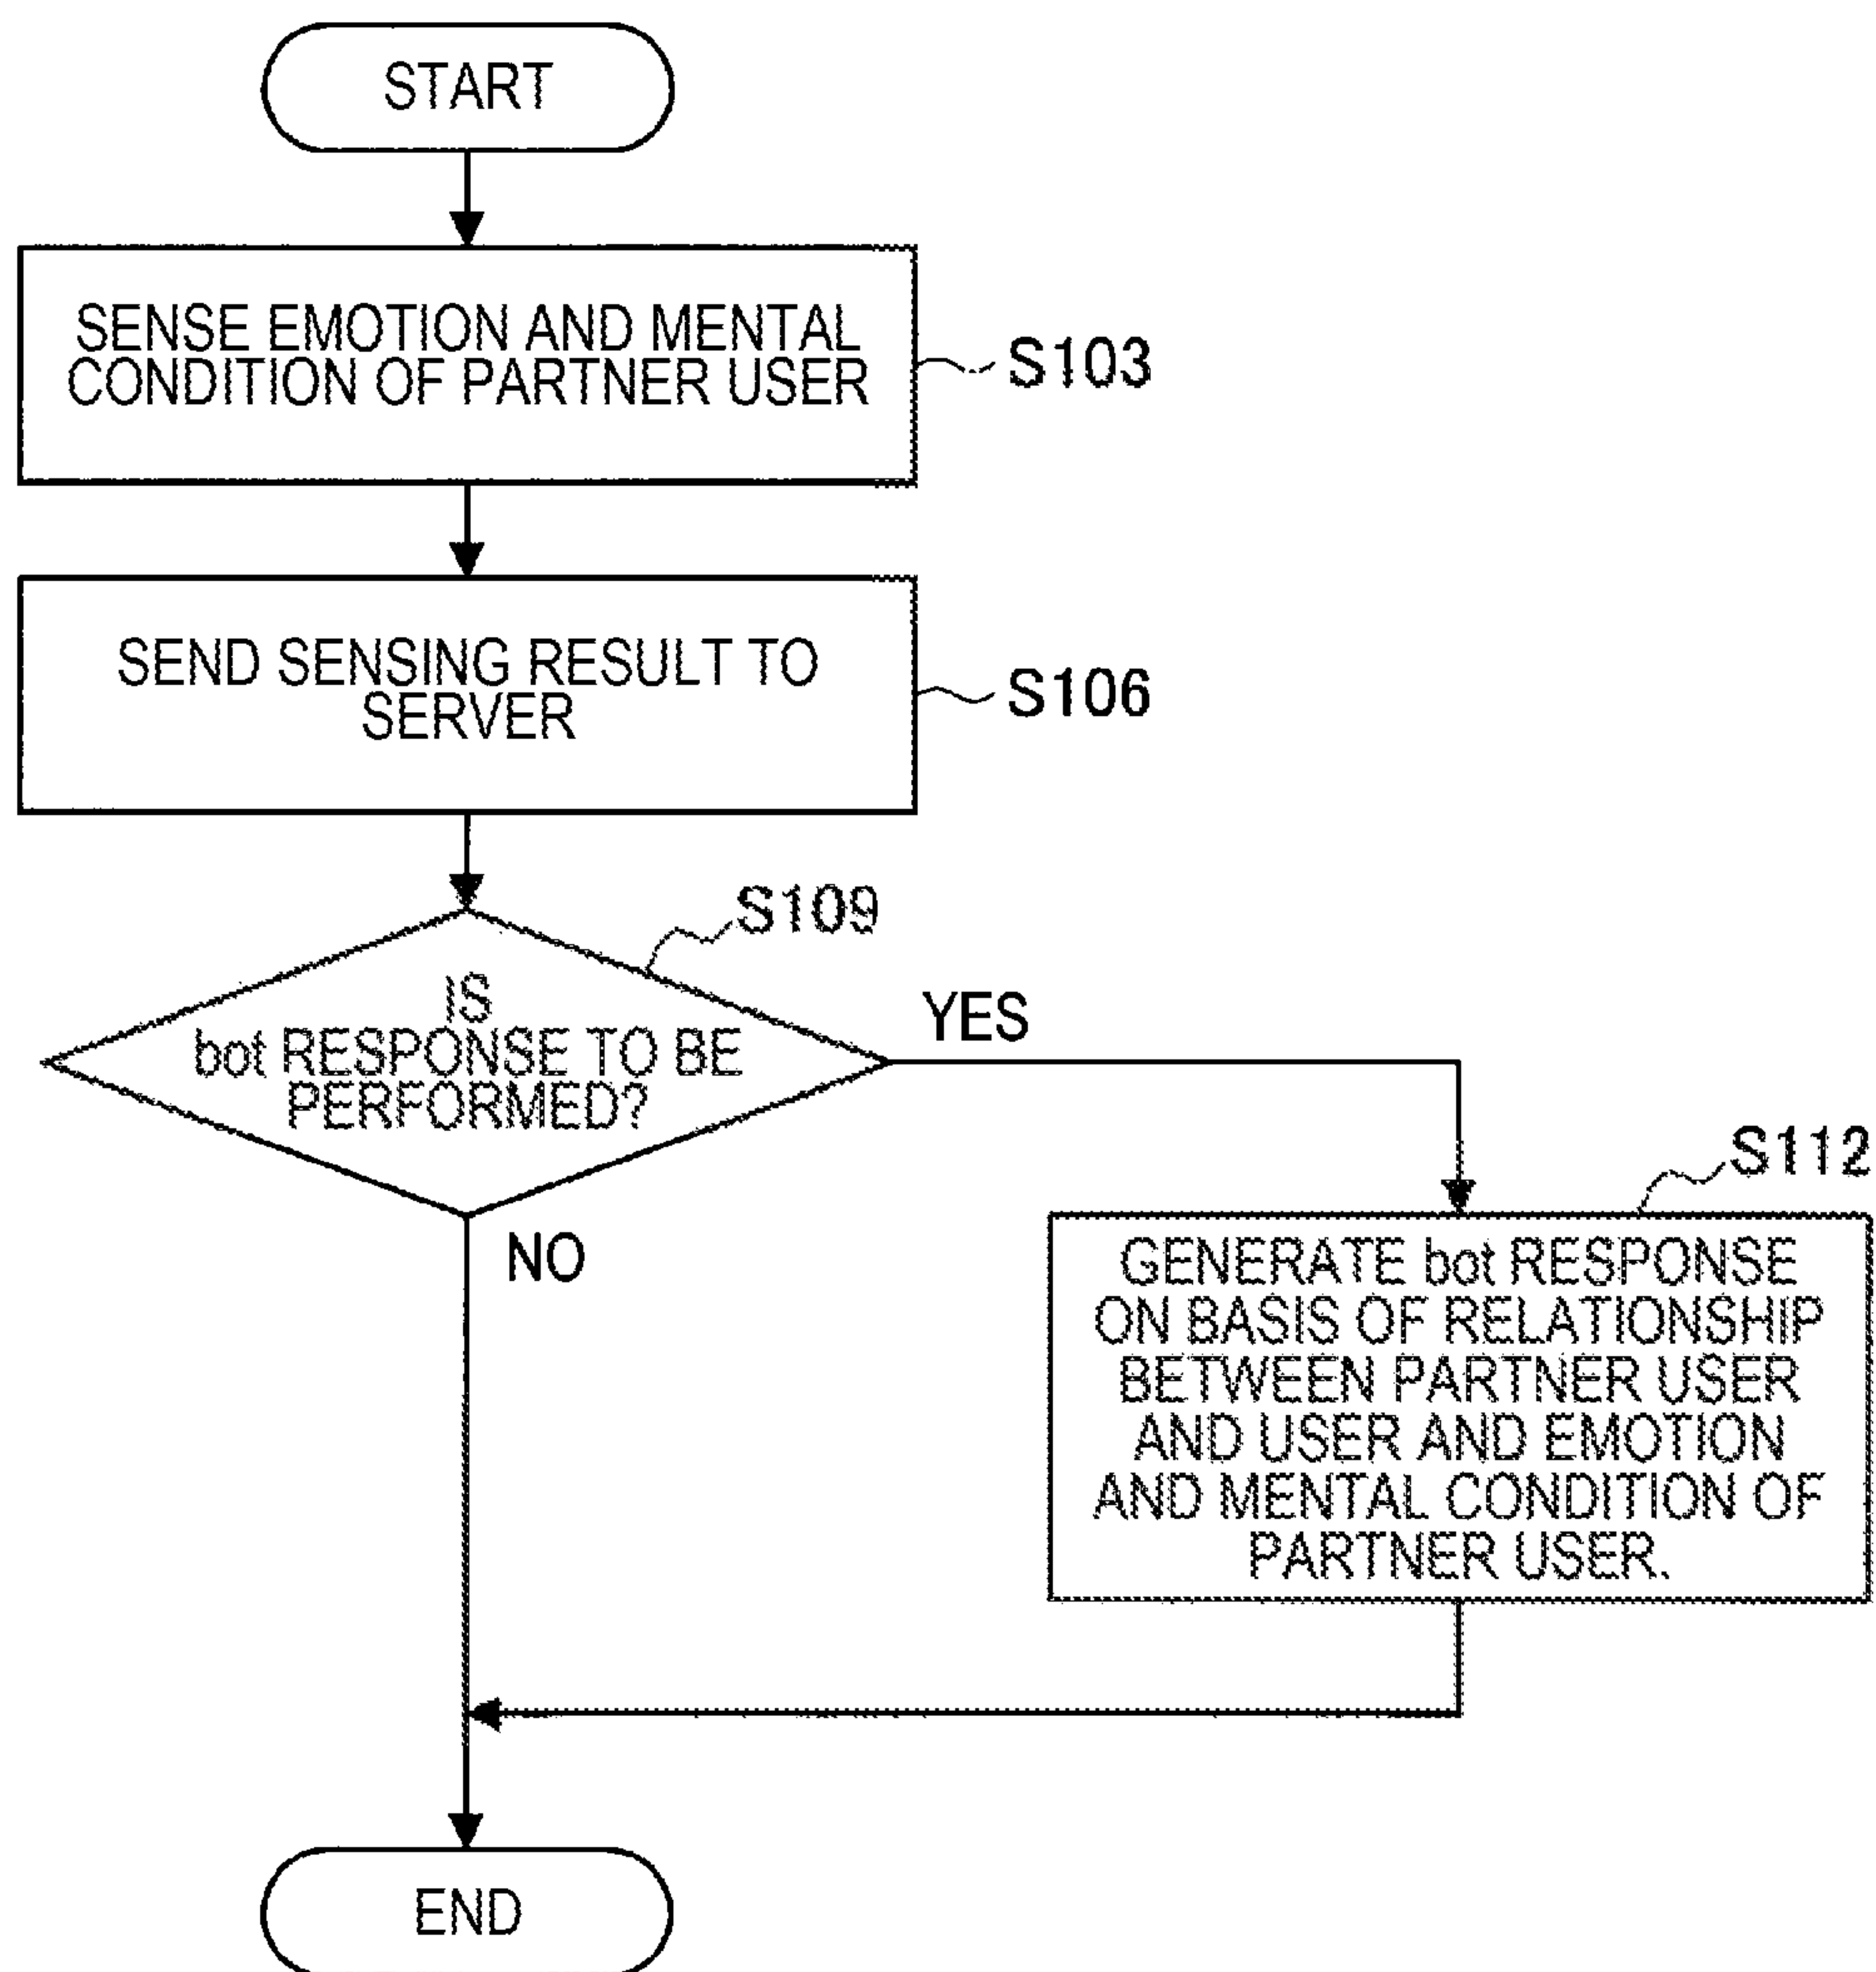 START
SENSE EMOTION AND MENTAL
CONDITION OF PARTNER USER
S103
SEND SENSING RESULT TO
SERVER
S106
S109
IS
bot RESPONSE TO BE
PERFORMED?
YES
NO
S112
GENERATE bot RESPONSE
ON BASIS OF RELATIONSHIP
BETWEEN PARTNER USER
AND USER AND EMOTION
AND MENTAL CONDITION OF
PARTNER USER.
END